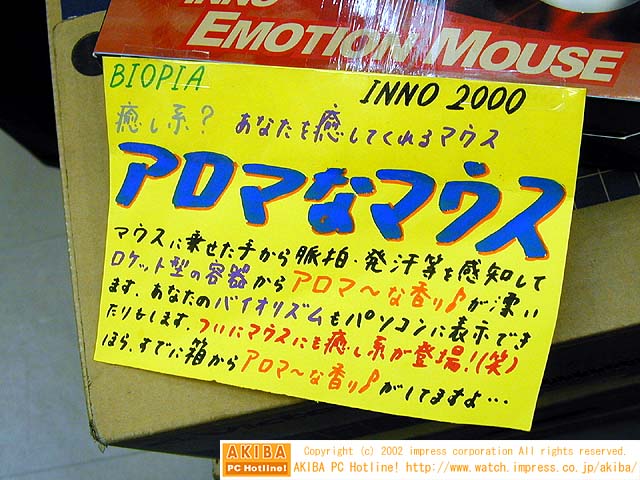 INNO
EMOTION MOUSE
BIOPIA
INNO 2000
癒し系? あなたを癒してくれるマウス
アロマなマウス
マウスに乗せた手から脈拍・発汗等を感知して
ロケット型の容器からアロマ〜な香り♪が漂い
ます。あなたのバイオリズムもパソコンに表示でき
たりもします。ついにマウスにも癒し系が登場!(笑)
ほら、すでに箱からアロマ〜な香り♪がしてますよ…
AKIBA
PC Hotline!
Copyright (c) 2002 impress corporation All rights reserved.
AKIBA PC Hotline! http://www.watch.impress.co.jp/akiba/